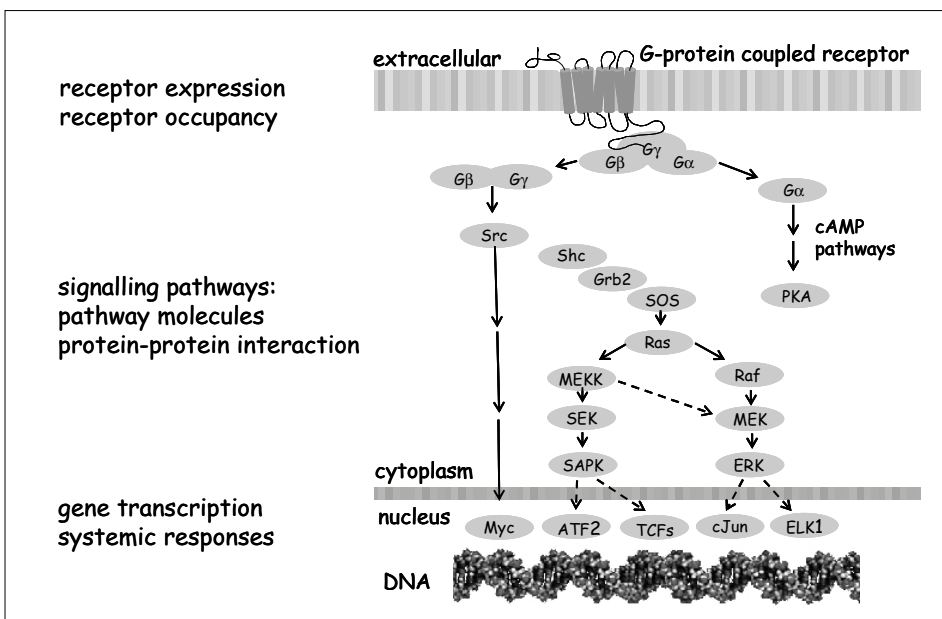 extracellular
G-protein coupled receptor
receptor expression
receptor occupancy
Gγ
Gβ
Gα
Gβ
Gγ
Gα
cAMP
pathways
Src
Shc
Grb2
SOS
PKA
signalling pathways:
pathway molecules
protein-protein interaction
Ras
MEKK
Raf
SEK
MEK
SAPK
ERK
cytoplasm
nucleus
gene transcription
systemic responses
Myc
ATF2
TCFs
cJun
ELK1
DNA